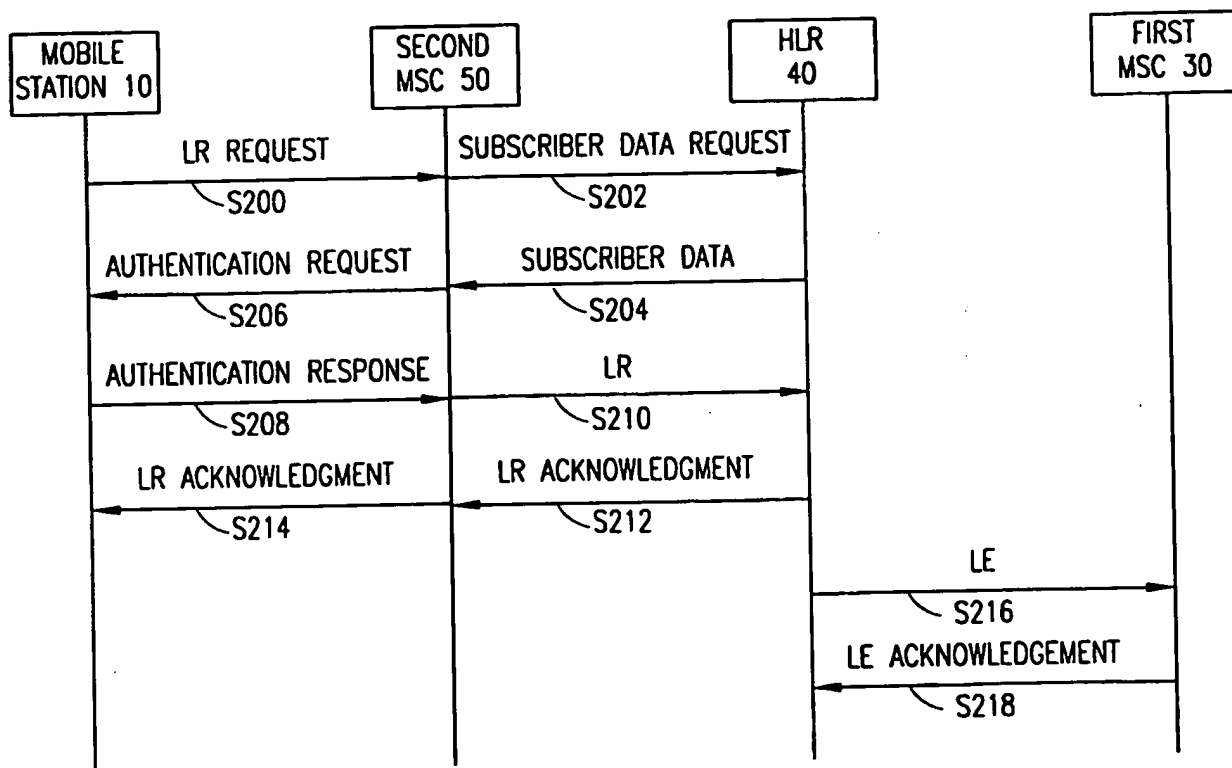 MOBILE
STATION 10
SECOND
MSC 50
HLR
40
FIRST
MSC 30
LR REQUEST
SUBSCRIBER DATA REQUEST
S200
S202
AUTHENTICATION REQUEST
SUBSCRIBER DATA
S206
S204
AUTHENTICATION RESPONSE
LR
S208
S210
LR ACKNOWLEDGMENT
LR ACKNOWLEDGMENT
S214
S212
LE
S216
LE ACKNOWLEDGEMENT
S218